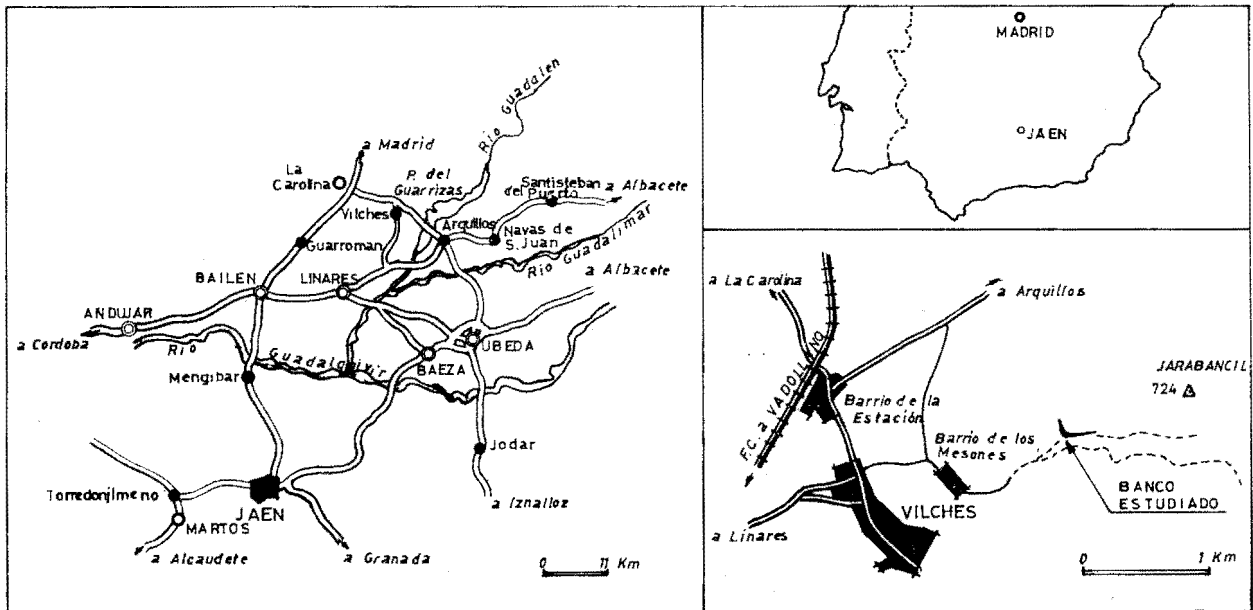 Río Guadalen
a Madrid
La
Carolina
P. del
Guarrizas
Santisteban
del Puerto
a Albacete
Vilches
Arquillos
Navas de
S. Juan
Guarroman
Río Guadalimar
a Albacete
BAILEN
LINARES
ANDUJAR
a Cordoba
Río
Guadalquivir
UBEDA
BAEZA
Mengibar
Jodar
a Iznalloz
Torredonjimeno
JAEN
MARTOS
a Alcaudete
a Granada
0 11 Km
MADRID
JAEN
a La Carolina
a Arquillos
F.C. a VADOLLANO
JARABANCIL
724
Barrio de la
Estación
Barrio de los
Mesones
BANCO
ESTUDIADO
VILCHES
a Linares
0 1 Km